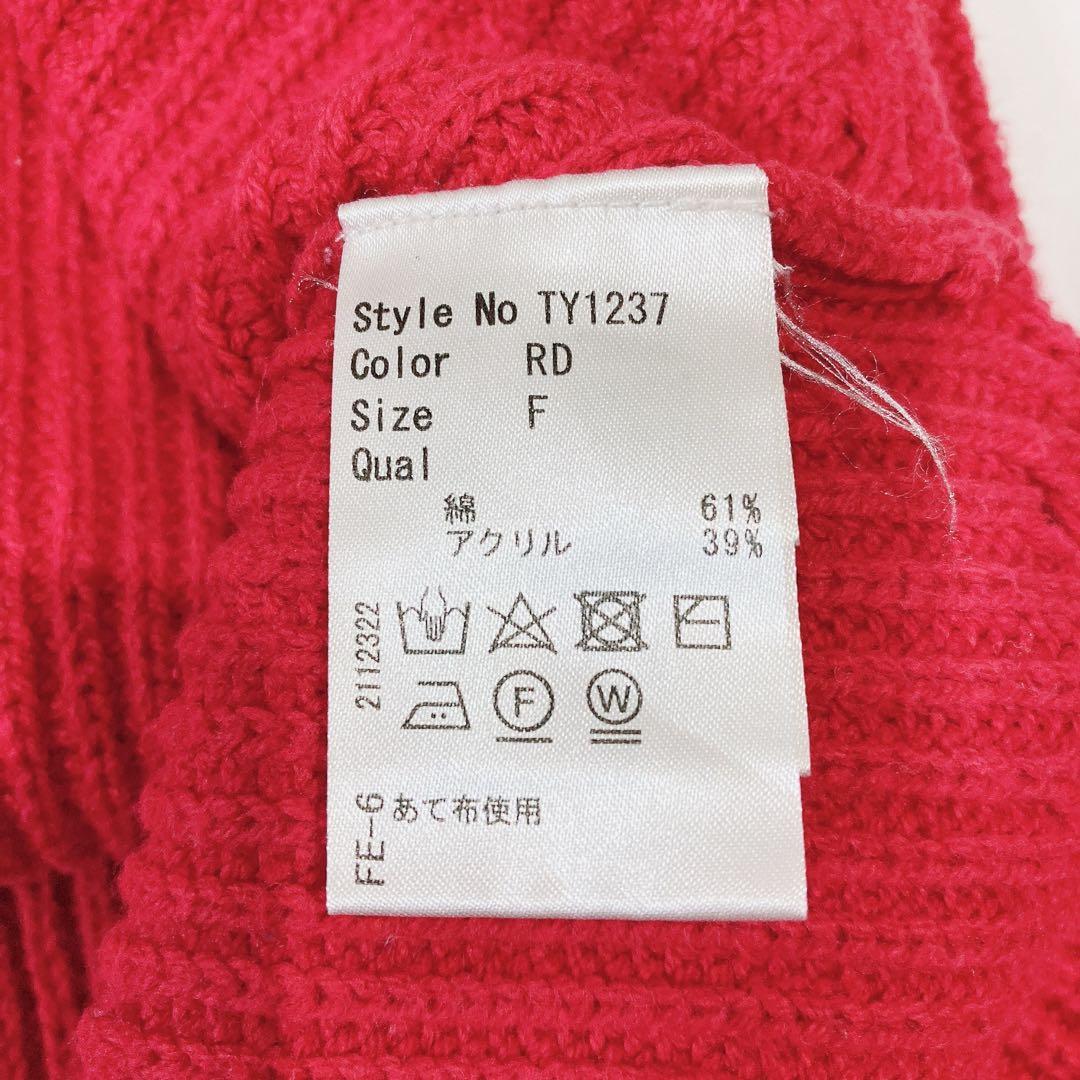 Style No TY1237
Color RD
Size F
Qual
綿 61%
アクリル 39%
2112322
F
W
FE-6
あて布使用